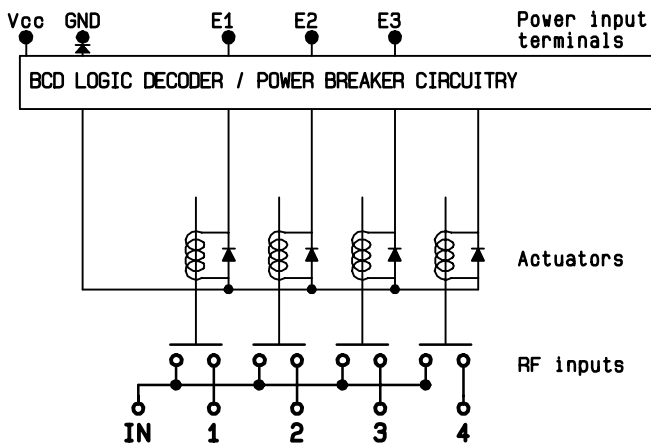 Vcc GND E1 E2 E3 Power input
terminals
BCD LOGIC DECODER / POWER BREAKER CIRCUITRY
Actuators
RF inputs
IN 1 2 3 4